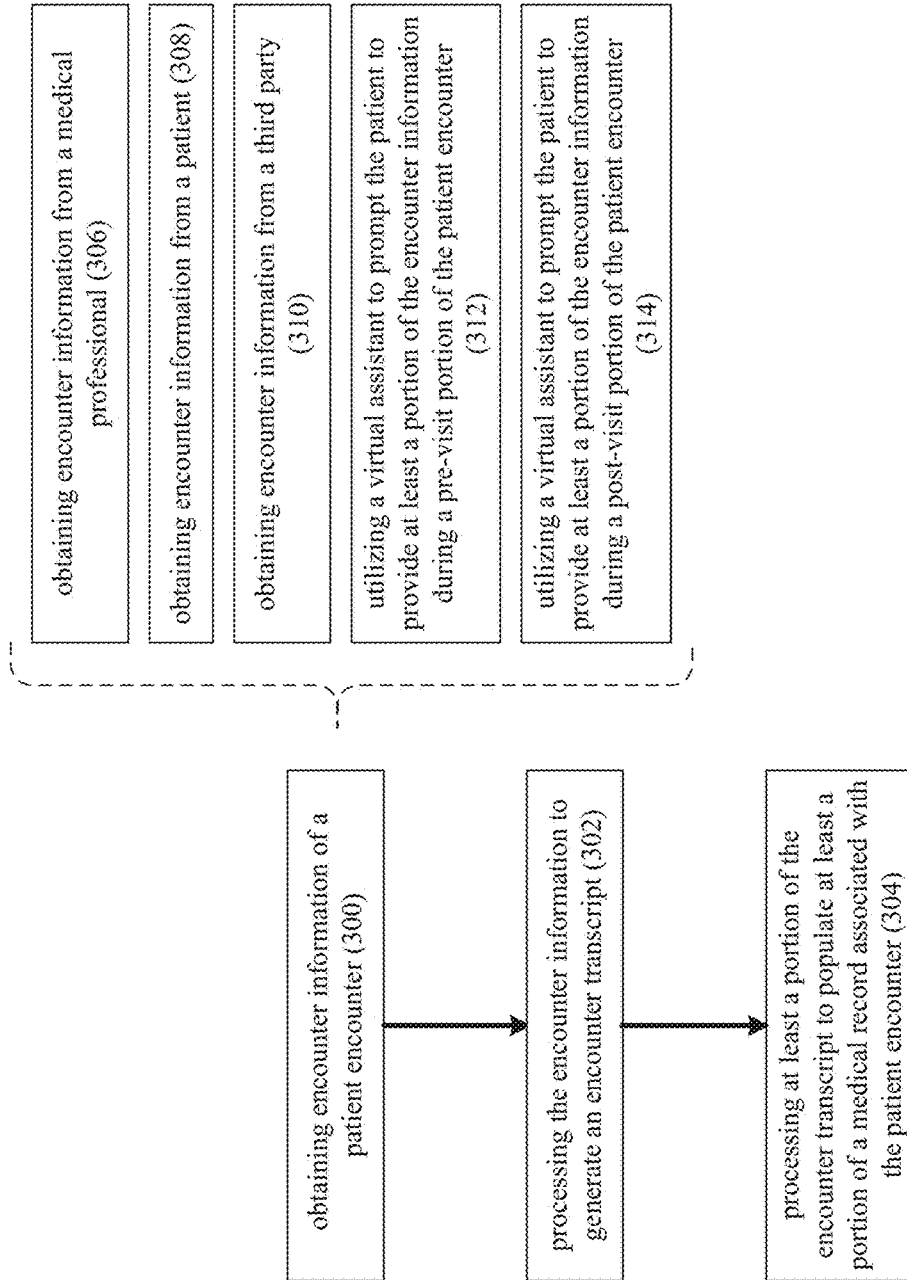 obtaining encounter information of a
patient encounter (300)
processing the encounter information to
generate an encounter transcript (302)
processing at least a portion of the
encounter transcript to populate at least a
portion of a medical record associated with
the patient encounter (304)
obtaining encounter information from a medical
professional (306)
obtaining encounter information from a patient (308)
obtaining encounter information from a third party
(310)
utilizing a virtual assistant to prompt the patient to
provide at least a portion of the encounter information
during a pre-visit portion of the patient encounter
(312)
utilizing a virtual assistant to prompt the patient to
provide at least a portion of the encounter information
during a post-visit portion of the patient encounter
(314)